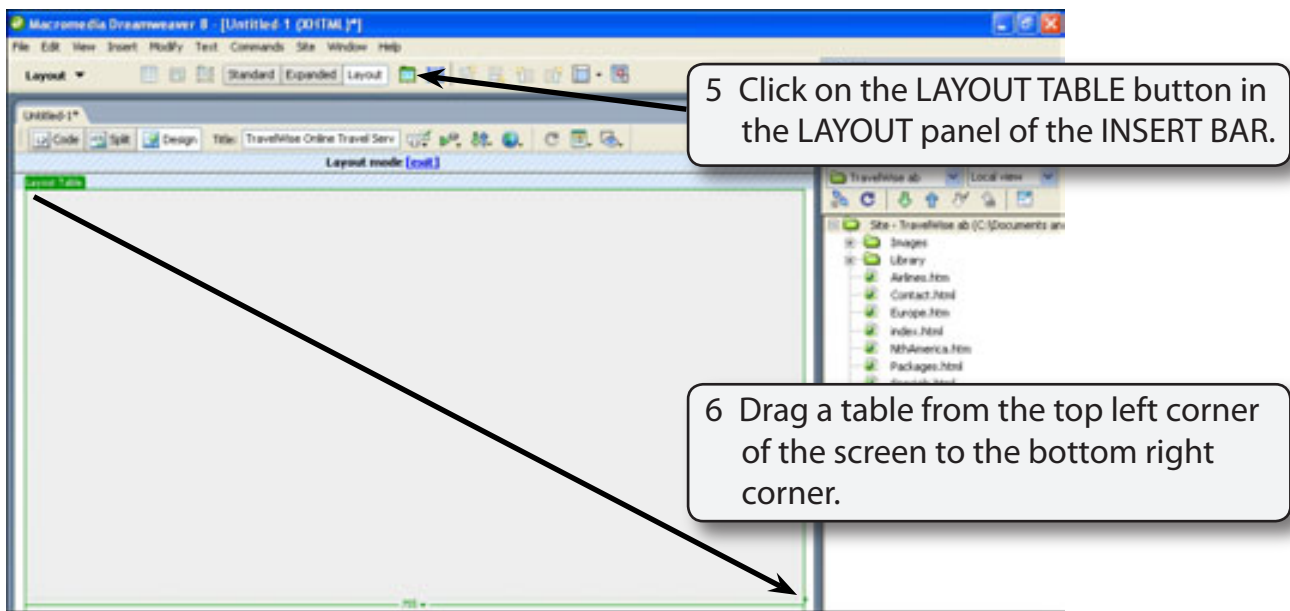 Macromedia Dreamweaver 8 - [Untitled-1 (XHTML)*]
File Edit View Insert Modify Text Commands Site Window Help
Layout Standard Expanded Layout
5 Click on the LAYOUT TABLE button in
the LAYOUT panel of the INSERT BAR.
Untitled-1*
Code Split Design Title: TravelWise Online Travel Serv
Layout mode [exit]
Layout Table
TravelWise ab Local view
Site - TravelWise ab (C:\Documents and
Images
Library
Airlines.htm
Contact.html
Europe.htm
index.html
NthAmerica.htm
Packages.html
6 Drag a table from the top left corner
of the screen to the bottom right
corner.